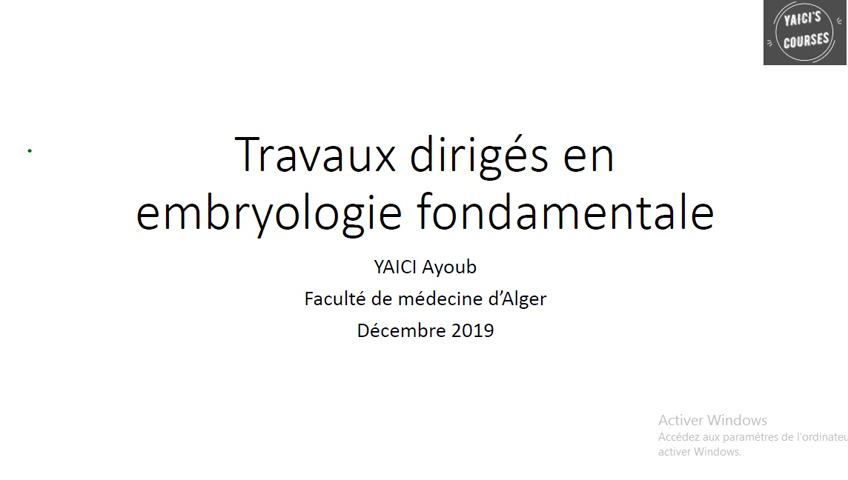 YAICI'S
COURSES
Travaux dirigés en
embryologie fondamentale
YAICI Ayoub
Faculté de médecine d'Alger
Décembre 2019
Activer Windows
Accédez aux paramètres de l'ordinateu
activer Windows.